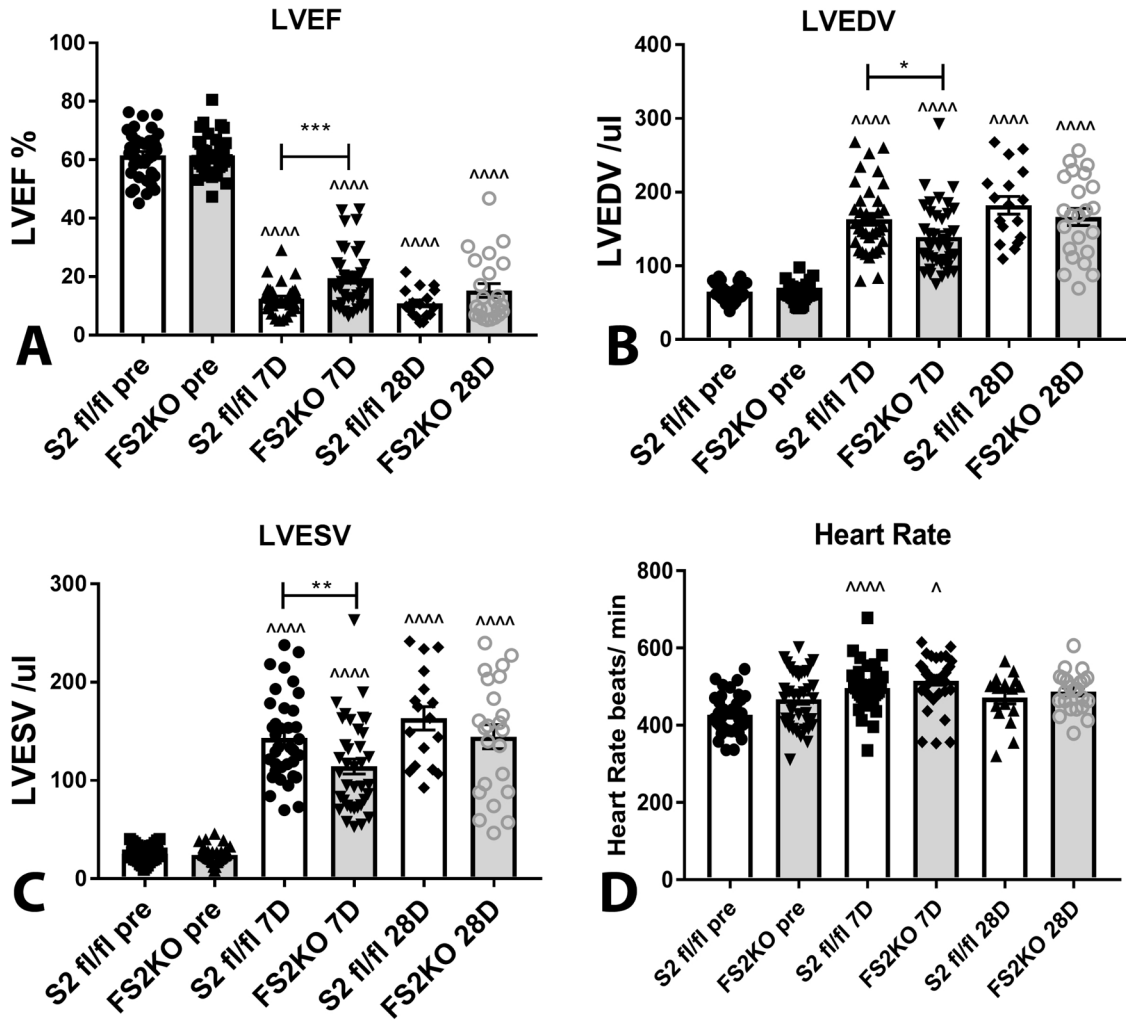 LVEF
LVEF %
100
80
60
40
20
0
***
^^^^
^^^^
^^^^
^^^^
A
S2 fl/fl pre
FS2KO pre
S2 fl/fl 7D
FS2KO 7D
S2 fl/fl 28D
FS2KO 28D
LVEDV
LVEDV /ul
400
300
200
100
0
*
^^^^
^^^^
^^^^
^^^^
B
S2 fl/fl pre
FS2KO pre
S2 fl/fl 7D
FS2KO 7D
S2 fl/fl 28D
FS2KO 28D
LVESV
LVESV /ul
300
200
100
0
**
^^^^
^^^^
^^^^
^^^^
C
S2 fl/fl pre
FS2KO pre
S2 fl/fl 7D
FS2KO 7D
S2 fl/fl 28D
FS2KO 28D
Heart Rate
Heart Rate beats/ min
800
600
400
200
0
^^^^
^
D
S2 fl/fl pre
FS2KO pre
S2 fl/fl 7D
FS2KO 7D
S2 fl/fl 28D
FS2KO 28D